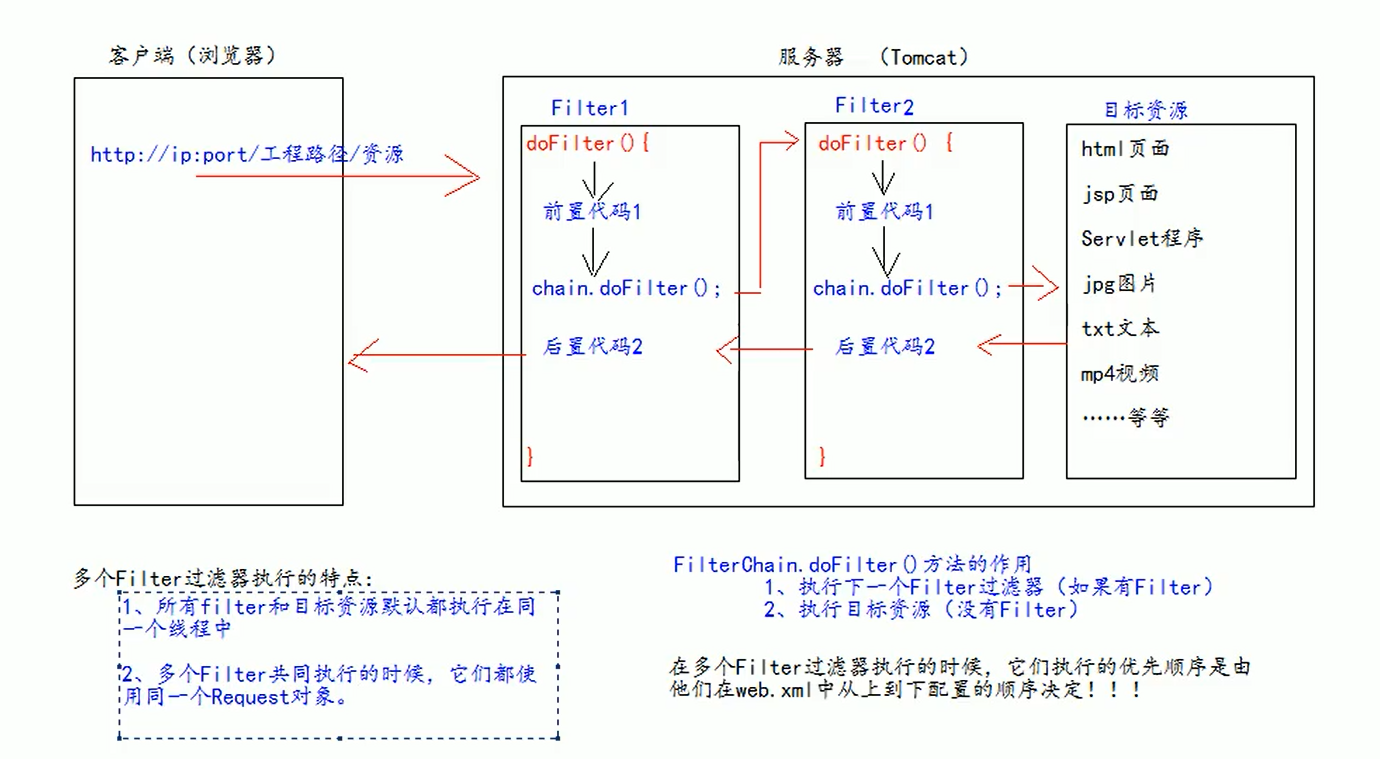 客户端（浏览器）
服务器 （Tomcat）
http://ip:port/工程路径/资源
Filter1
doFilter(){
前置代码1
chain.doFilter();
后置代码2
}
Filter2
doFilter() {
前置代码1
chain.doFilter();
后置代码2
}
目标资源
html页面
jsp页面
Servlet程序
jpg图片
txt文本
mp4视频
……等等
多个Filter过滤器执行的特点：
1、所有filter和目标资源默认都执行在同
一个线程中
2、多个Filter共同执行的时候，它们都使
用同一个Request对象。
FilterChain.doFilter()方法的作用
1、执行下一个Filter过滤器（如果有Filter）
2、执行目标资源（没有Filter）
在多个Filter过滤器执行的时候，它们执行的优先顺序是由
他们在web.xml中从上到下配置的顺序决定！！！